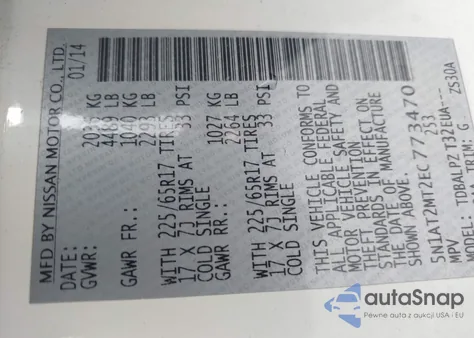 MFD BY NISSAN MOTOR CO., LTD.
DATE: 01/14
GVWR: 2035 KG
4489 LB
GAWR FR.: 1040 KG
2293 LB
WITH 225/65R17 TIRES
17 X 7J RIMS AT 33 PSI
COLD SINGLE
GAWR RR.: 1027 KG
2264 LB
WITH 225/65R17 TIRES
17 X 7J RIMS AT 33 PSI
COLD SINGLE
THIS VEHICLE CONFORMS TO
ALL APPLICABLE FEDERAL
MOTOR VEHICLE SAFETY AND
THEFT PREVENTION
STANDARDS IN EFFECT ON
THE DATE OF MANUFACTURE
SHOWN ABOVE.
5N1AT2MT2EC773470
MPV 253
MODEL: TDBALPZT32EUA--- ZS30A
autoSnap
Pewne auta z aukcji USA i EU